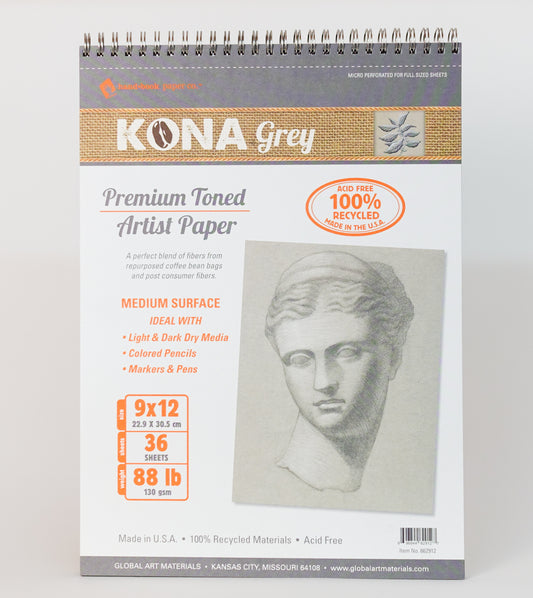 MICRO PERFORATED FOR FULL SIZED SHEETS
hand•book paper co.
KONA Grey
Premium Toned
Artist Paper
ACID FREE
100%
RECYCLED
MADE IN THE U.S.A.
A perfect blend of fibers from
repurposed coffee bean bags
and post consumer fibers.
MEDIUM SURFACE
IDEAL WITH
• Light & Dark Dry Media
• Colored Pencils
• Markers & Pens
size
9x12
22.9 X 30.5 cm
sheets
36
SHEETS
weight
88 lb
130 gsm
Made in U.S.A. • 100% Recycled Materials • Acid Free
Item No. 862912
GLOBAL ART MATERIALS • KANSAS CITY, MISSOURI 64108 • www.globalartmaterials.com